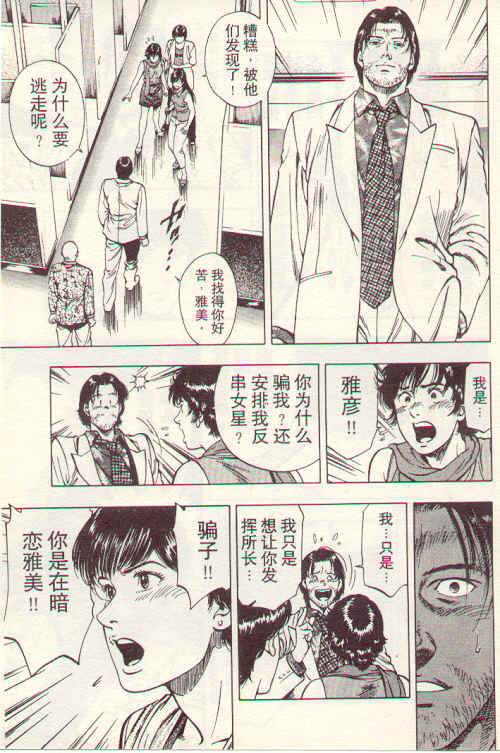 糟糕，被他
们发现了！
为什么要
逃走呢？
我找得你好
苦，雅美。
我是…
雅彦!!
你为什么
骗我？还
安排我反
串女星？
我…只是…
我只是
想让你发
挥所长…
骗子!!
你是在暗
恋雅美!!